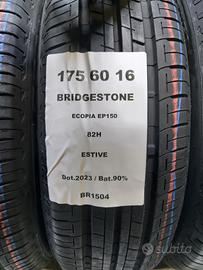 175 60 16
BRIDGESTONE
ECOPIA EP150
82H
ESTIVE
Dot.2023 / Bat.90%
BR1504
subito